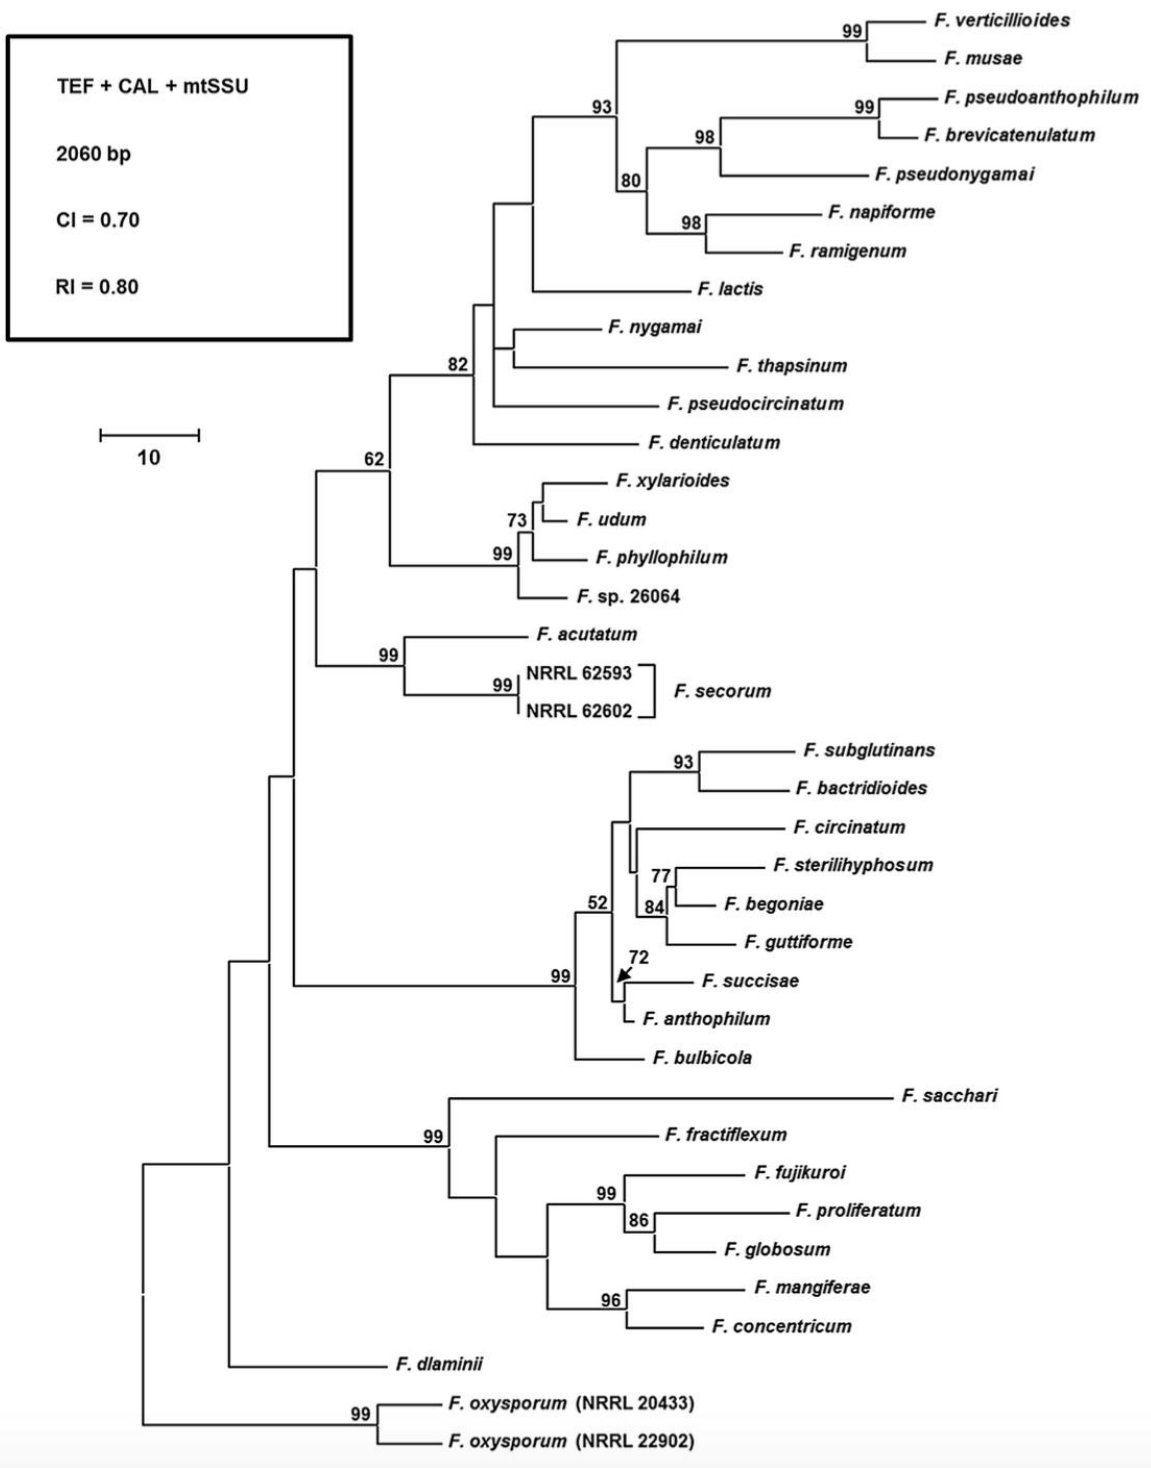 TEF + CAL + mtSSU
2060 bp
CI = 0.70
RI = 0.80
10
99
F. verticillioides
F. musae
93
99
F. pseudoanthophilum
F. brevicatenulatum
98
F. pseudonygamai
80
F. napiforme
98
F. ramigenum
F. lactis
F. nygamai
82
F. thapsinum
F. pseudocircinatum
F. denticulatum
62
F. xylarioides
73
F. udum
99
F. phyllophilum
F. sp. 26064
F. acutatum
99
99
NRRL 62593
F. secorum
NRRL 62602
F. subglutinans
93
F. bactridioides
F. circinatum
F. sterilihyphosum
77
F. begoniae
52
84
F. guttiforme
72
F. succisae
99
F. anthophilum
F. bulbicola
F. sacchari
99
F. fractiflexum
F. fujikuroi
99
F. proliferatum
86
F. globosum
F. mangiferae
96
F. concentricum
F. dlaminii
F. oxysporum (NRRL 20433)
99
F. oxysporum (NRRL 22902)